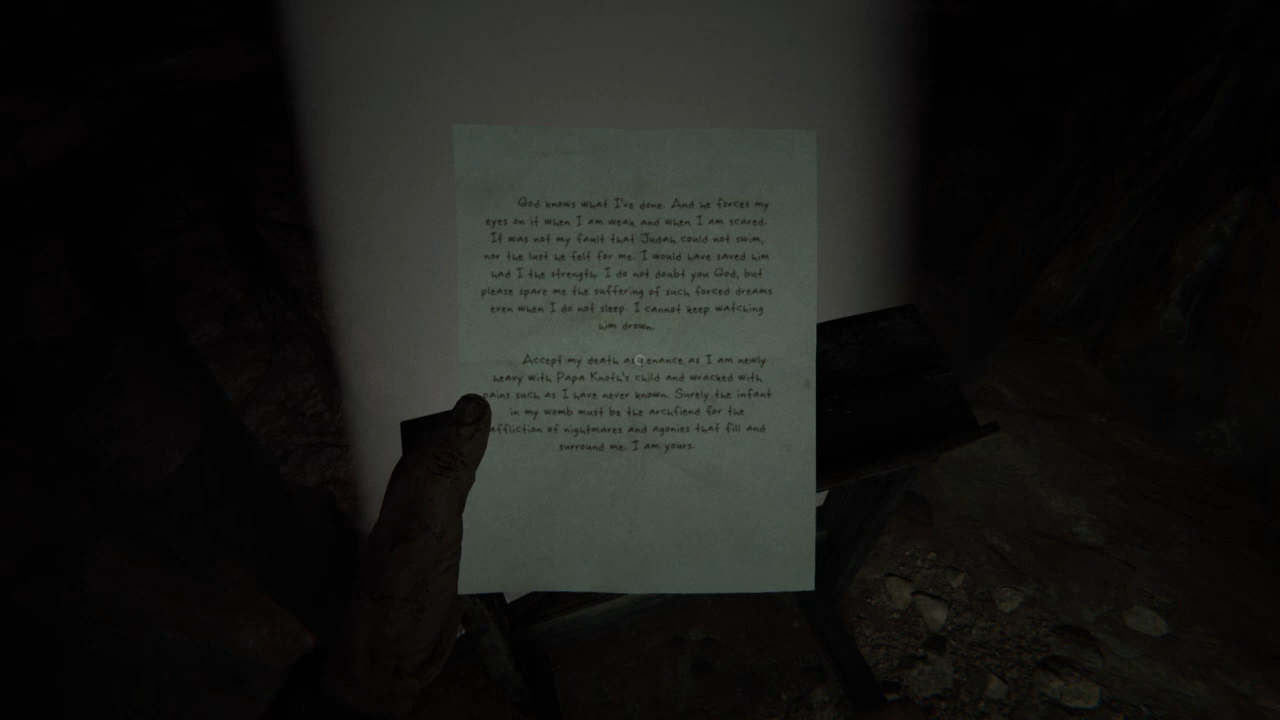 God knows what I've done. And he forces my
eyes on it when I am weak and when I am scared.
It was not my fault that Judah could not swim,
nor the lust he felt for me. I would have saved him
had I the strength. I do not doubt you God, but
please spare me the suffering of such forced dreams
even when I do not sleep. I cannot keep watching
him drown.
Accept my death as penance as I am newly
heavy with Papa Knoth's child and wracked with
pains such as I have never known. Surely the infant
in my womb must be the archfiend for the
affliction of nightmares and agonies that fill and
surround me. I am yours.